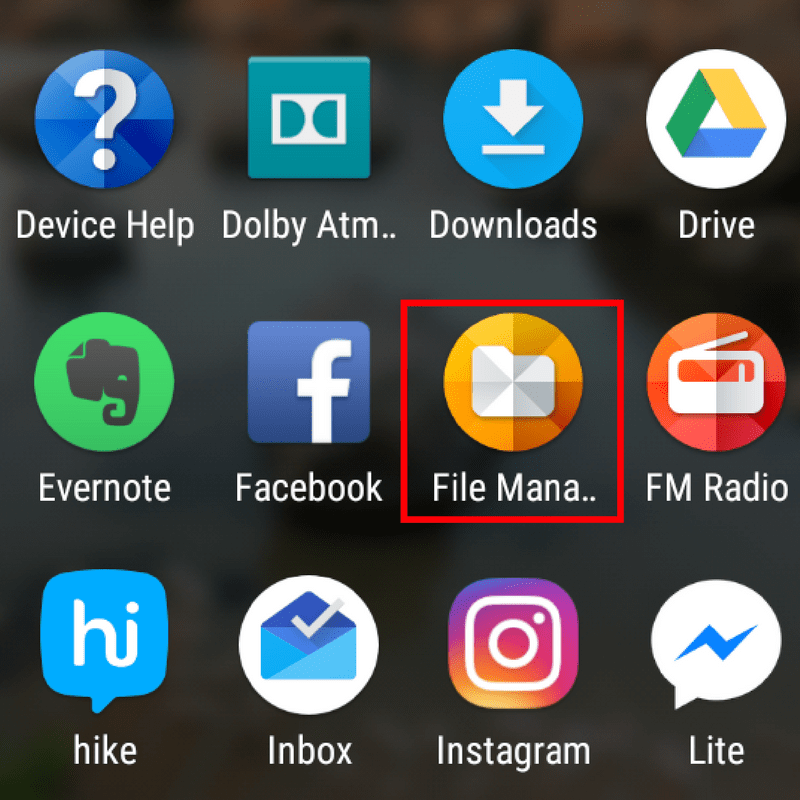 Device Help
Dolby Atm..
Downloads
Drive
Evernote
f
Facebook
File Mana..
FM Radio
hi
hike
Inbox
Instagram
Lite